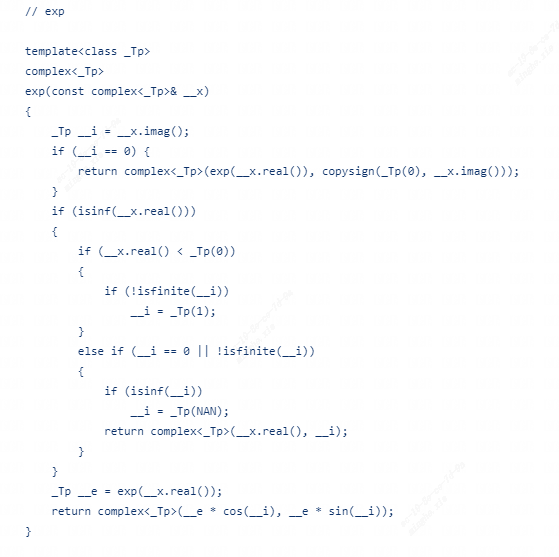 // exp
template<class _Tp>
complex<_Tp>
exp(const complex<_Tp>& __x)
{
    _Tp __i = __x.imag();
    if (__i == 0) {
        return complex<_Tp>(exp(__x.real()), copysign(_Tp(0), __x.imag()));
    }
    if (isinf(__x.real()))
    {
        if (__x.real() < _Tp(0))
        {
            if (!isfinite(__i))
                __i = _Tp(1);
        }
        else if (__i == 0 || !isfinite(__i))
        {
            if (isinf(__i))
                __i = _Tp(NAN);
            return complex<_Tp>(__x.real(), __i);
        }
    }
    _Tp __e = exp(__x.real());
    return complex<_Tp>(__e * cos(__i), __e * sin(__i));
}